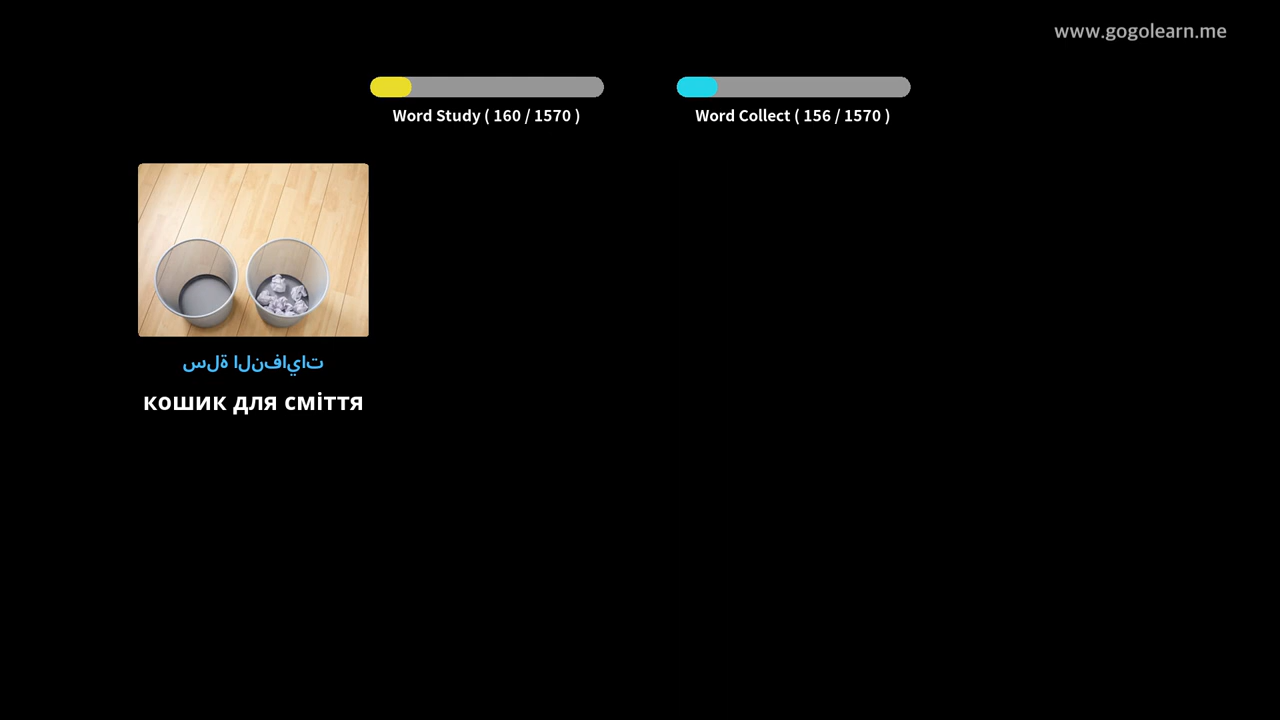 www.gogolearn.me
Word Study ( 160 / 1570 )
Word Collect ( 156 / 1570 )
سلة النفايات
кошик для сміття